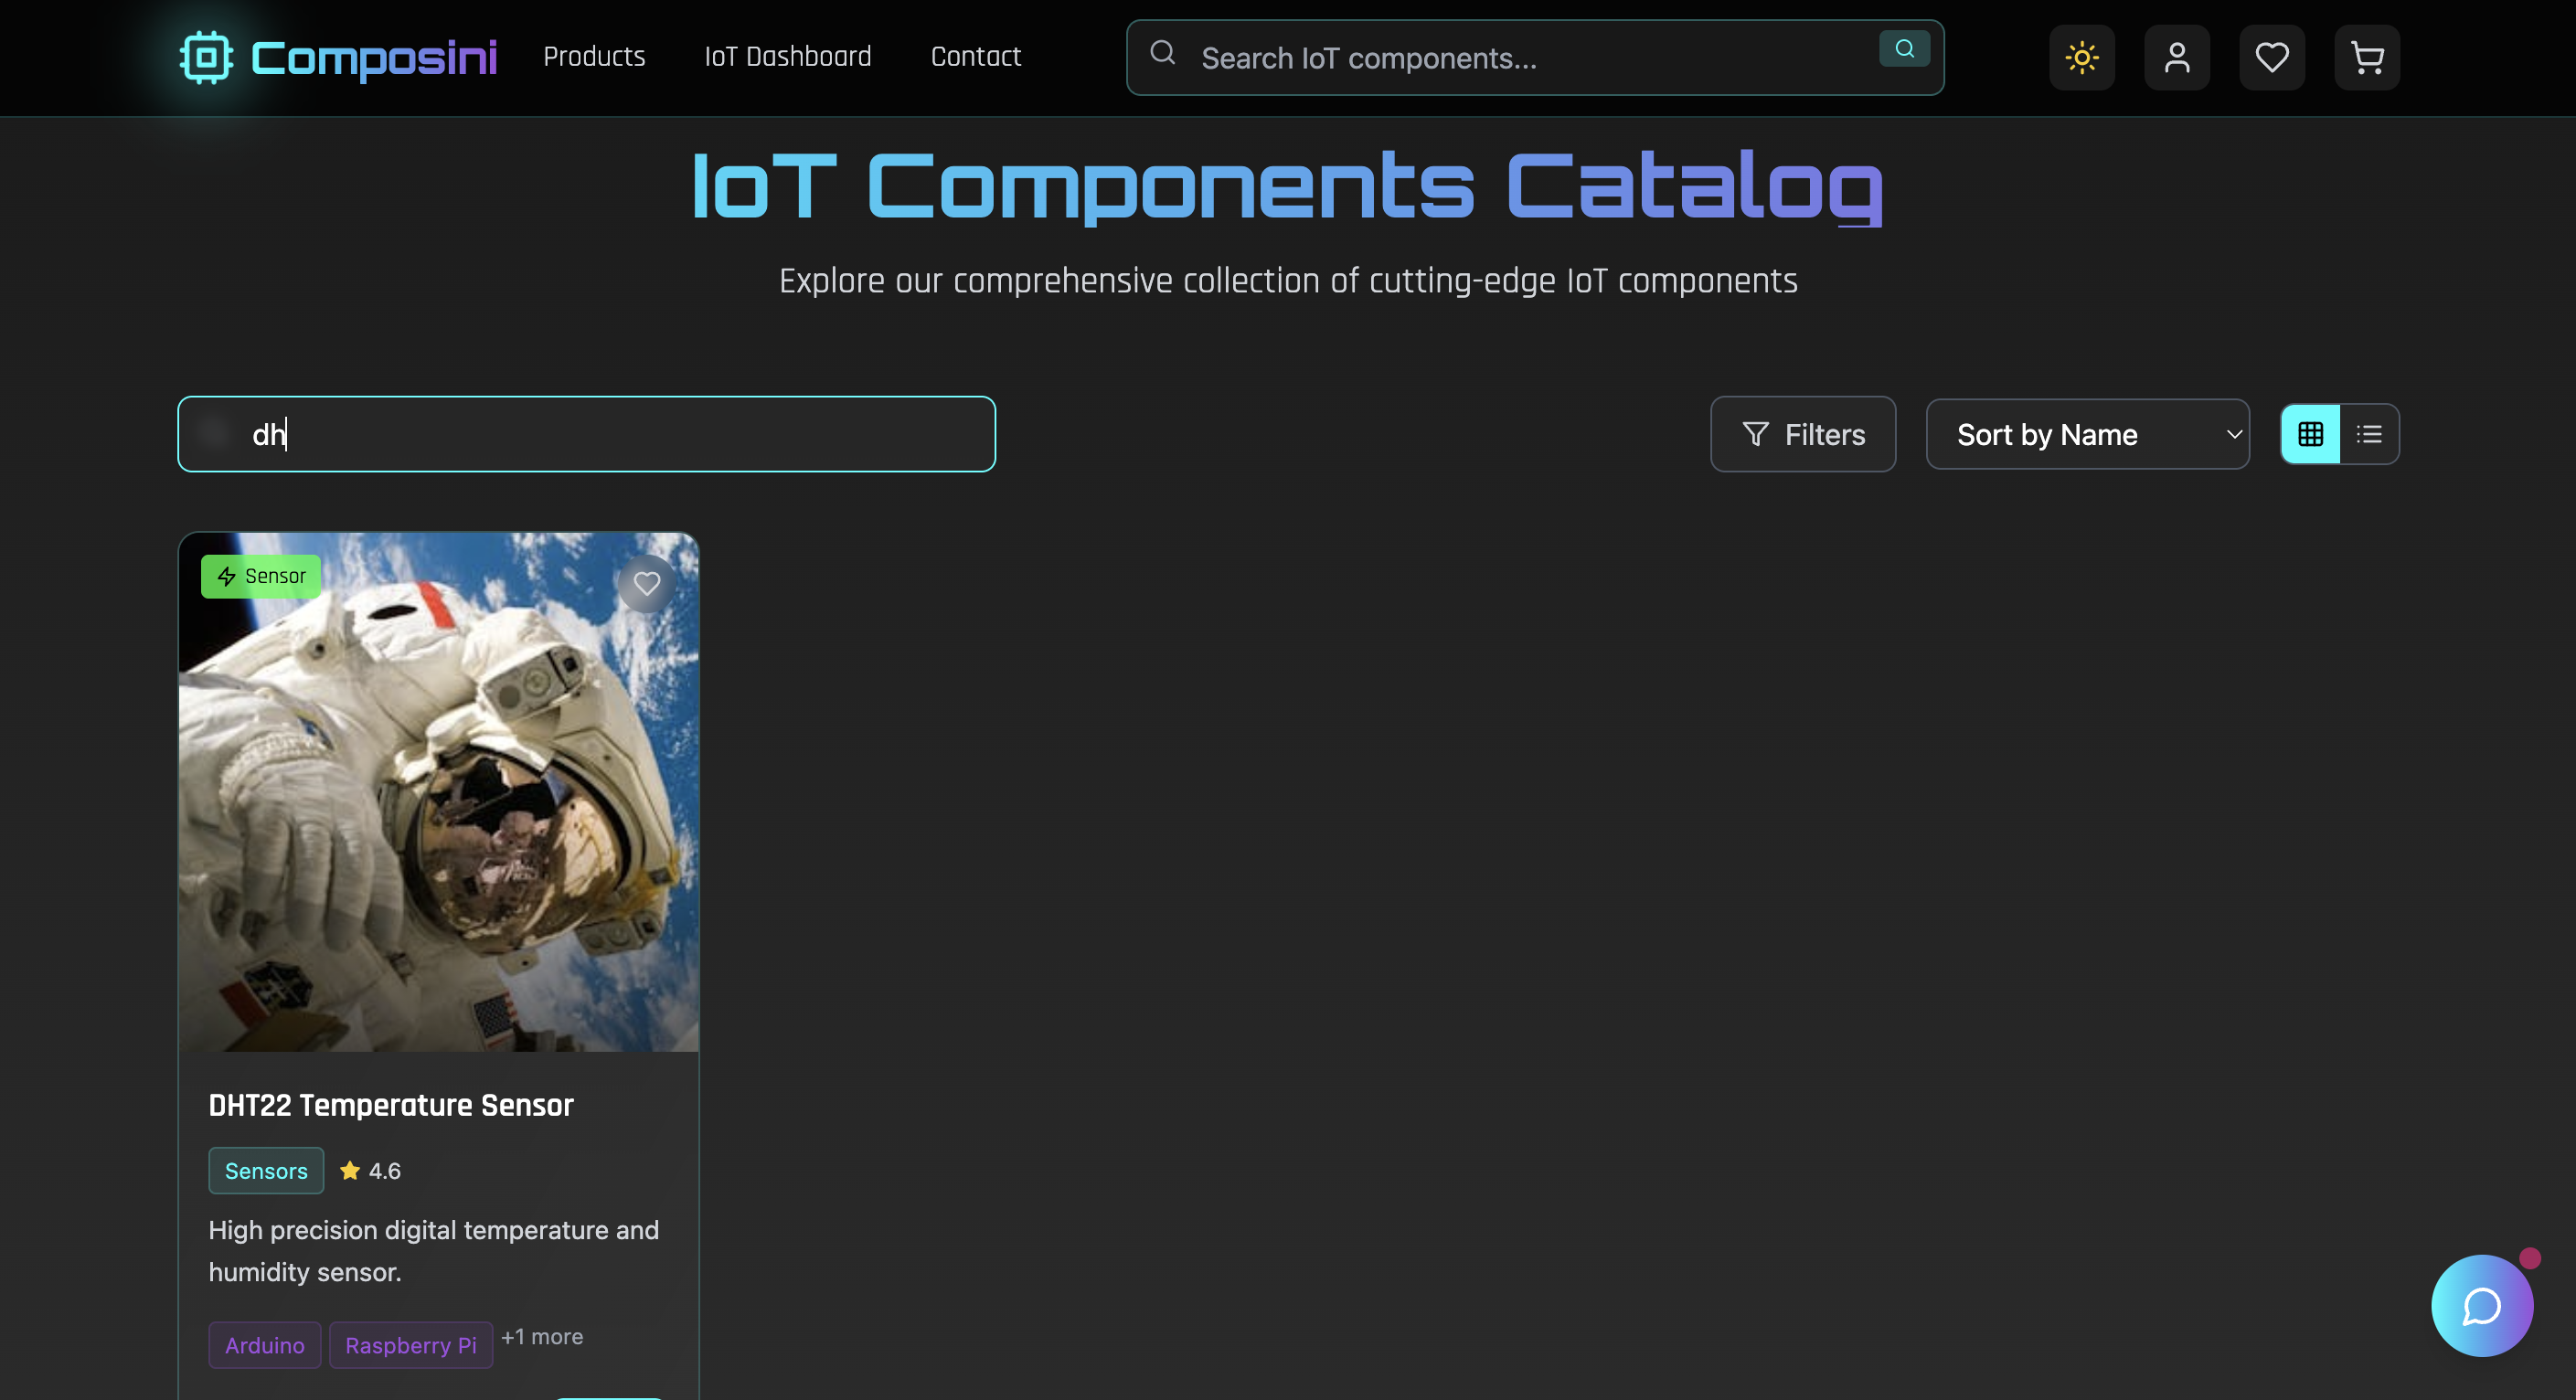 Composini
Products
IoT Dashboard
Contact
Search IoT components...
IoT Components Catalog
Explore our comprehensive collection of cutting-edge IoT components
dh
Filters
Sort by Name
Sensor
DHT22 Temperature Sensor
Sensors
4.6
High precision digital temperature and
humidity sensor.
Arduino
Raspberry Pi
+1 more